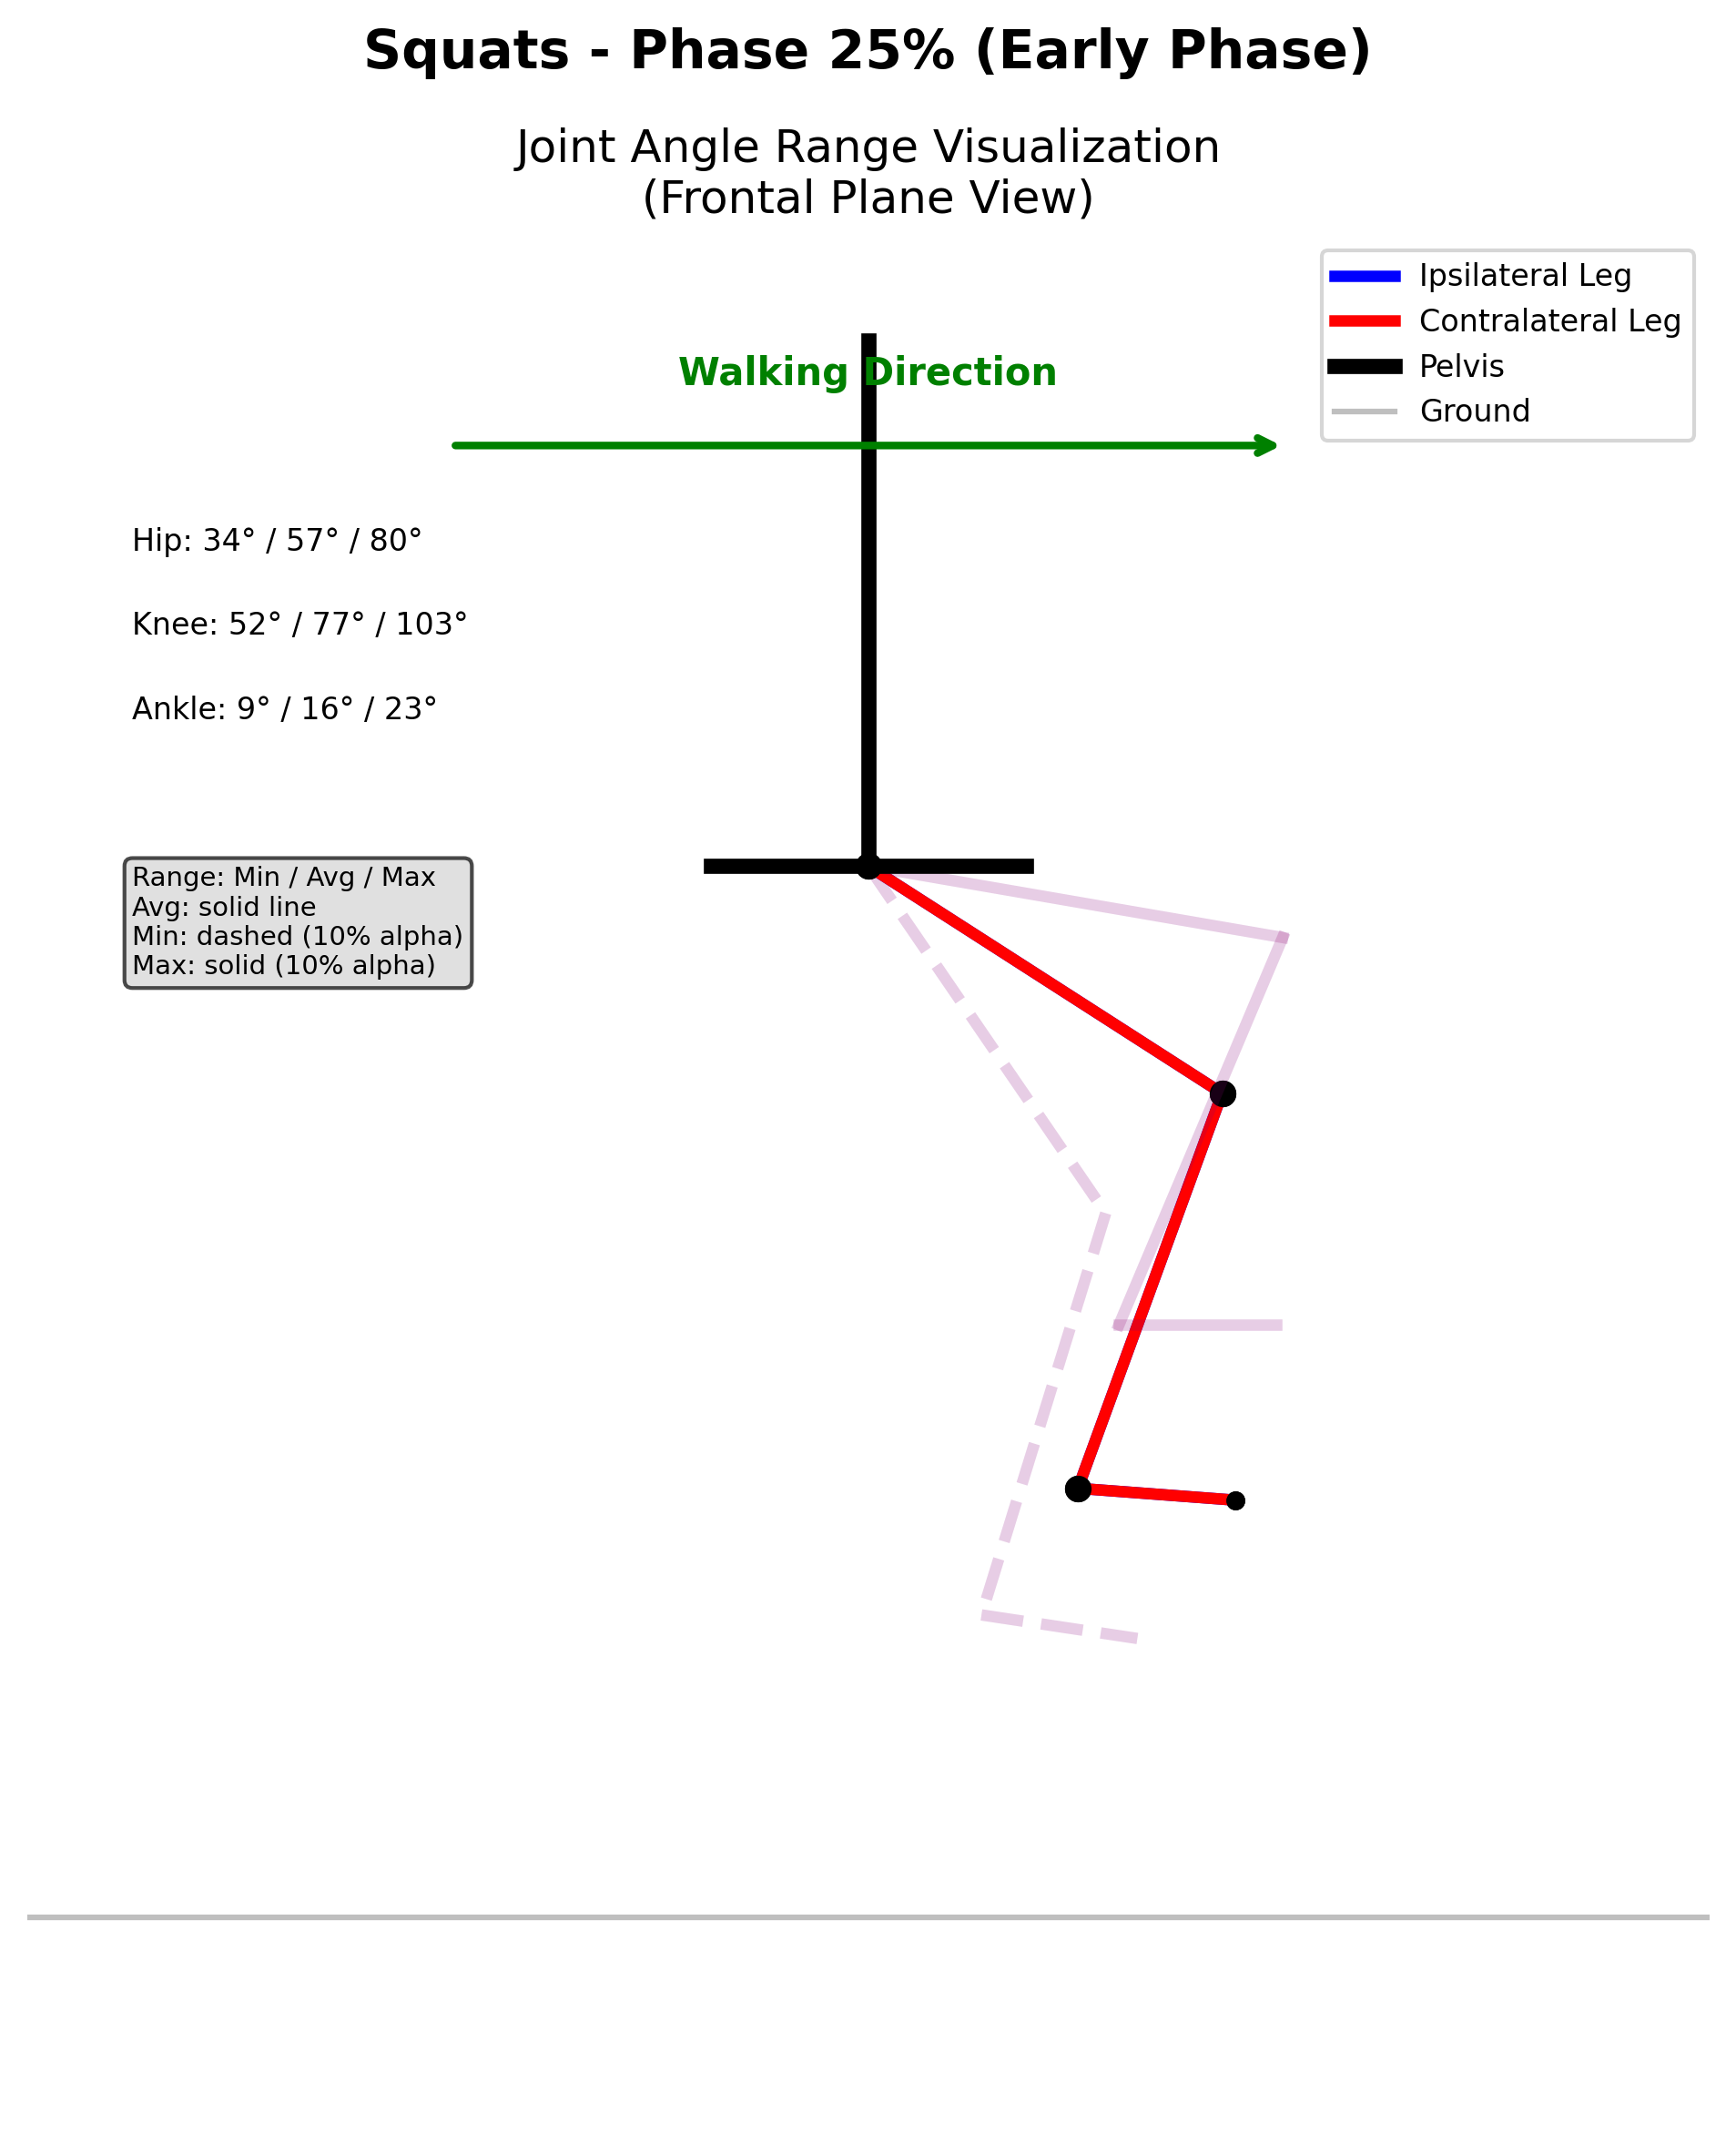 Squats - Phase 25% (Early Phase)
Joint Angle Range Visualization
(Frontal Plane View)
Ipsilateral Leg
Contralateral Leg
Pelvis
Ground
Walking Direction
Hip: 34° / 57° / 80°
Knee: 52° / 77° / 103°
Ankle: 9° / 16° / 23°
Range: Min / Avg / Max
Avg: solid line
Min: dashed (10% alpha)
Max: solid (10% alpha)